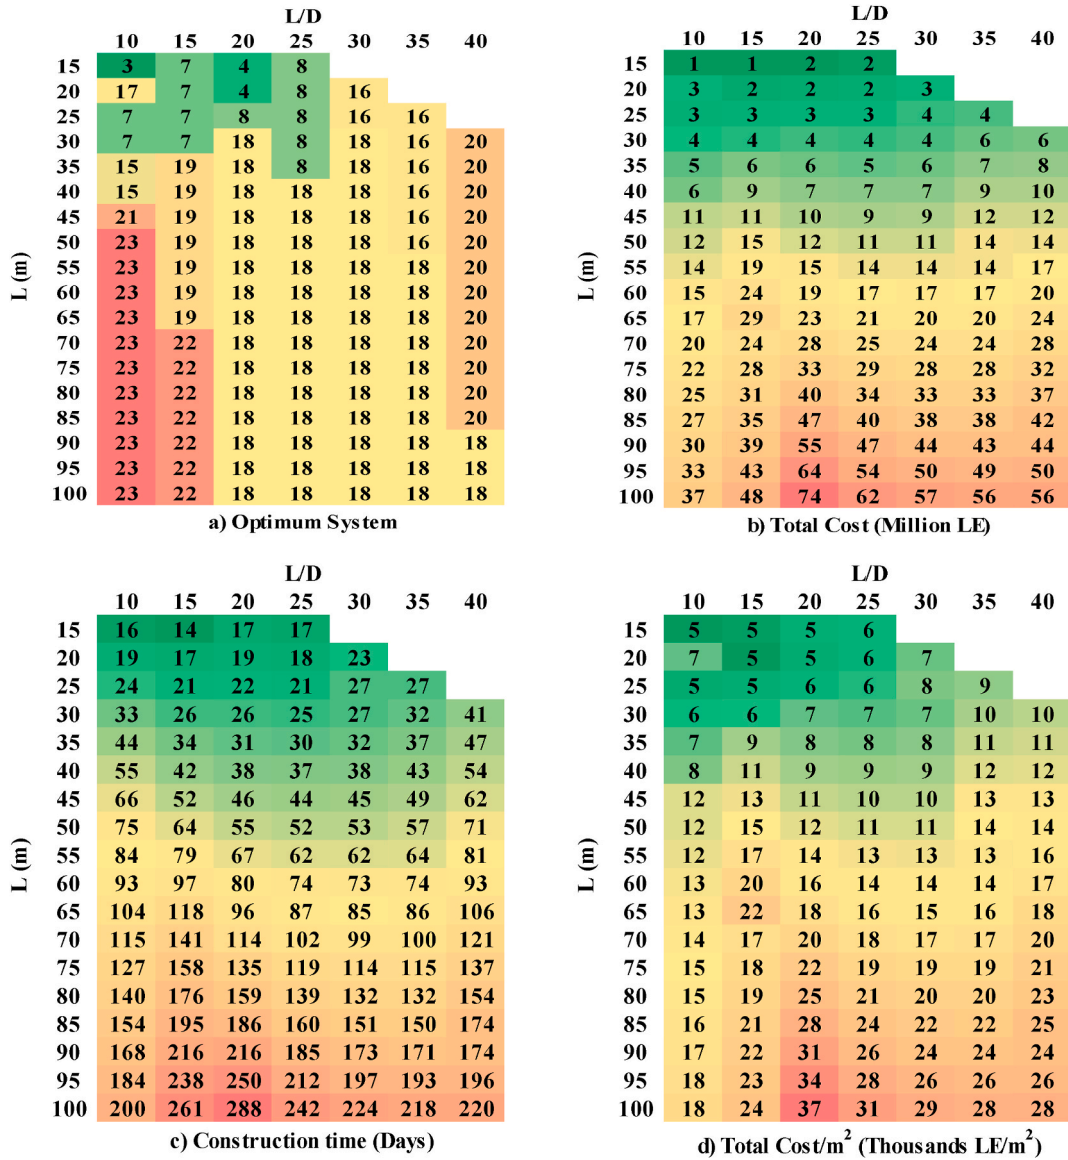 L/D
10 15 20 25 30 35 40
15 3 7 4 8
20 17 7 4 8 16
25 7 7 8 8 16 16
30 7 7 18 8 18 16 20
35 15 19 18 8 18 16 20
40 15 19 18 18 18 16 20
45 21 19 18 18 18 16 20
50 23 19 18 18 18 16 20
55 23 19 18 18 18 18 20
60 23 19 18 18 18 18 20
65 23 19 18 18 18 18 20
70 23 22 18 18 18 18 20
75 23 22 18 18 18 18 20
80 23 22 18 18 18 18 20
85 23 22 18 18 18 18 20
90 23 22 18 18 18 18 18
95 23 22 18 18 18 18 18
100 23 22 18 18 18 18 18
L (m)
a) Optimum System
L/D
10 15 20 25 30 35 40
15 1 1 2 2
20 3 2 2 2 3
25 3 3 3 3 4 4
30 4 4 4 4 4 6 6
35 5 6 6 5 6 7 8
40 6 9 7 7 7 9 10
45 11 11 10 9 9 12 12
50 12 15 12 11 11 14 14
55 14 19 15 14 14 14 17
60 15 24 19 17 17 17 20
65 17 29 23 21 20 20 24
70 20 24 28 25 24 24 28
75 22 28 33 29 28 28 32
80 25 31 40 34 33 33 37
85 27 35 47 40 38 38 42
90 30 39 55 47 44 43 44
95 33 43 64 54 50 49 50
100 37 48 74 62 57 56 56
L (m)
b) Total Cost (Million LE)
L/D
10 15 20 25 30 35 40
15 16 14 17 17
20 19 17 19 18 23
25 24 21 22 21 27 27
30 33 26 26 25 27 32 41
35 44 34 31 30 32 37 47
40 55 42 38 37 38 43 54
45 66 52 46 44 45 49 62
50 75 64 55 52 53 57 71
55 84 79 67 62 62 64 81
60 93 97 80 74 73 74 93
65 104 118 96 87 85 86 106
70 115 141 114 102 99 100 121
75 127 158 135 119 114 115 137
80 140 176 159 139 132 132 154
85 154 195 186 160 151 150 174
90 168 216 216 185 173 171 174
95 184 238 250 212 197 193 196
100 200 261 288 242 224 218 220
L (m)
c) Construction time (Days)
L/D
10 15 20 25 30 35 40
15 5 5 5 6
20 7 5 5 6 7
25 5 5 6 6 8 9
30 6 6 7 7 7 10 10
35 7 9 8 8 8 11 11
40 8 11 9 9 9 12 12
45 12 13 11 10 10 13 13
50 12 15 12 11 11 14 14
55 12 17 14 13 13 13 16
60 13 20 16 14 14 14 17
65 13 22 18 16 15 16 18
70 14 17 20 18 17 17 20
75 15 18 22 19 19 19 21
80 15 19 25 21 20 20 23
85 16 21 28 24 22 22 25
90 17 22 31 26 24 24 24
95 18 23 34 28 26 26 26
100 18 24 37 31 29 28 28
L (m)
d) Total Cost/m² (Thousands LE/m²)